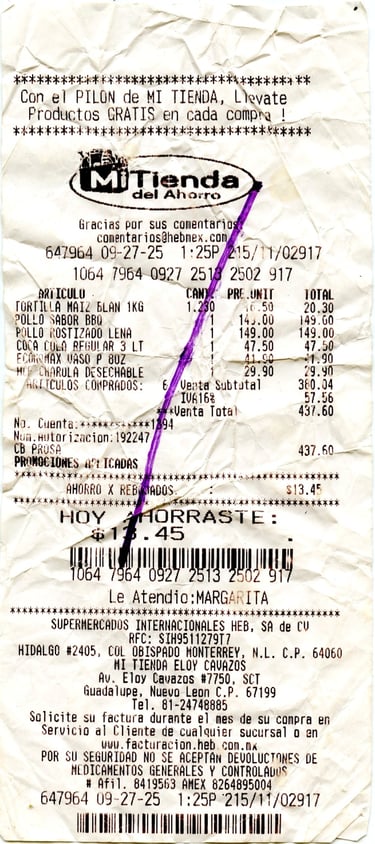 ************************************
Con el PILON de MI TIENDA, Llevate
Productos GRATIS en cada compra !
************************************
Mi Tienda
del Ahorro
Gracias por sus comentarios
comentarios@hebmex.com
647964 09-27-25 1:25P 215/11/02917
1064 7964 0927 2513 2502 917
ARTICULO CANT PRE.UNIT TOTAL
TORTILLA MAIZ BLAN 1KG 1.230 20.30
POLLO SABOR BBQ 1 149.00 149.00
POLLO ROSTIZADO LENA 149.00 149.00
COCA COLA REGULAR 3 LT 47.50 47.50
ECONOMAX VASO P 8OZ
CHAROLA DESECHABLE 1 29.90 29.90
ARTICULOS COMPRADOS: 6 Venta Subtotal 380.04
IVA16% 57.56
***Venta Total 437.60
No. Cuenta:
Num.Autorizacion:192247
CB PROSA 437.60
PROMOCIONES APLICADAS
AHORRO X REBAJADOS : $13.45
HOY AHORRASTE:
$13.45
1064 7964 0927 2513 2502 917
Le Atendio:MARGARITA
SUPERMERCADOS INTERNACIONALES HEB, SA de CV
RFC: SIH9511279T7
HIDALGO #2405, COL OBISPADO MONTERREY, N.L. C.P. 64060
MI TIENDA ELOY CAVAZOS
Av. Eloy Cavazos #7750, SCT
Guadalupe, Nuevo Leon C.P. 67199
Tel. 81-24748885
Solicite su factura durante el mes de su compra en
Servicio al Cliente de cualquier sucursal o en
www.facturacion.heb.com.mx
POR SU SEGURIDAD NO SE ACEPTAN DEVOLUCIONES DE
MEDICAMENTOS GENERALES Y CONTROLADOS
# Afil. 8419563 AMEX 8264895004
647964 09-27-25 1:25P 215/11/02917